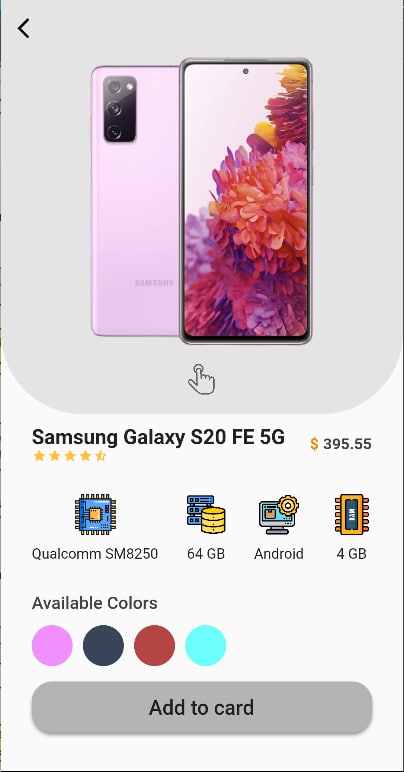 SAMSUNG
Samsung Galaxy S20 FE 5G
$ 395.55
Qualcomm SM8250
64 GB
Android
4 GB
Available Colors
Add to card